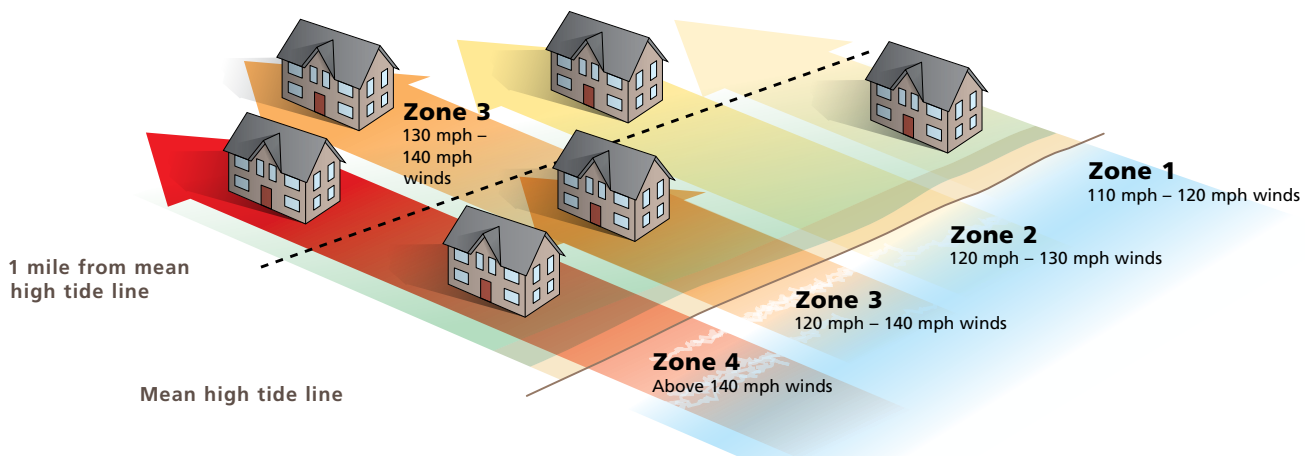 Zone 3
130 mph –
140 mph
winds
Zone 1
110 mph – 120 mph winds
Zone 2
120 mph – 130 mph winds
1 mile from mean
high tide line
Zone 3
120 mph – 140 mph winds
Zone 4
Above 140 mph winds
Mean high tide line